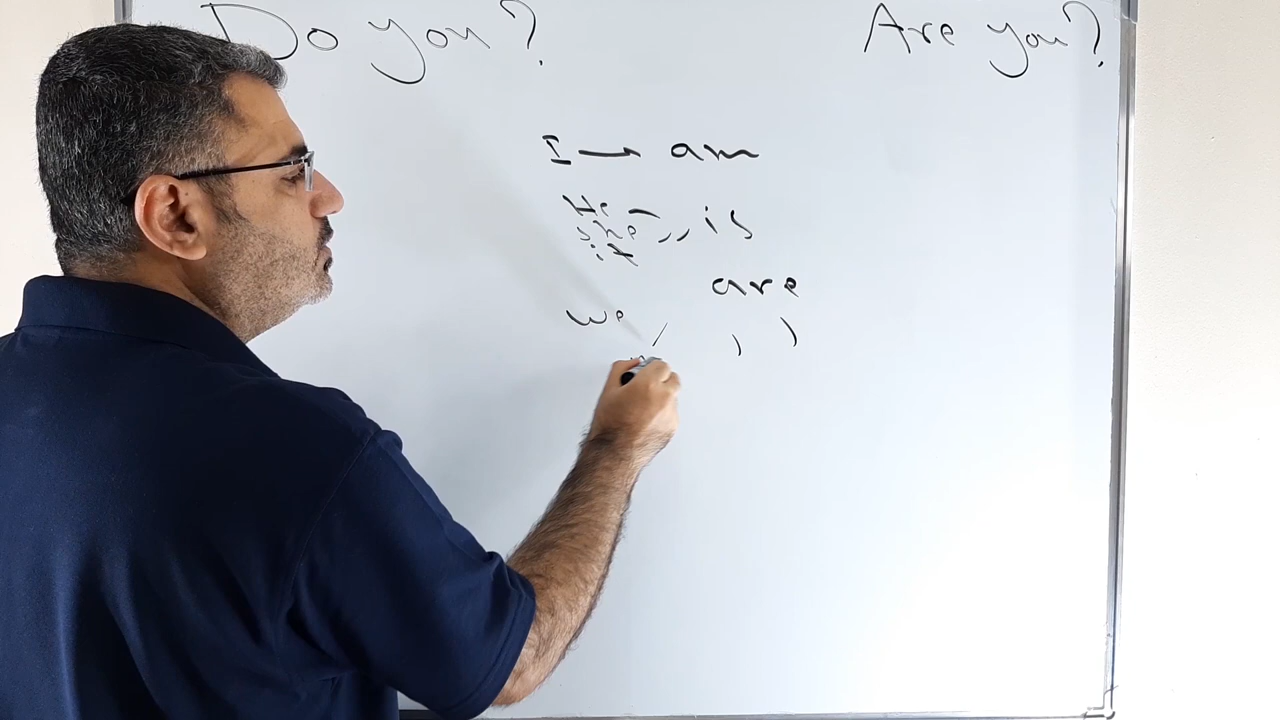 Do you? Are you?
I → am
He
she ,, is
it
are
we , , )